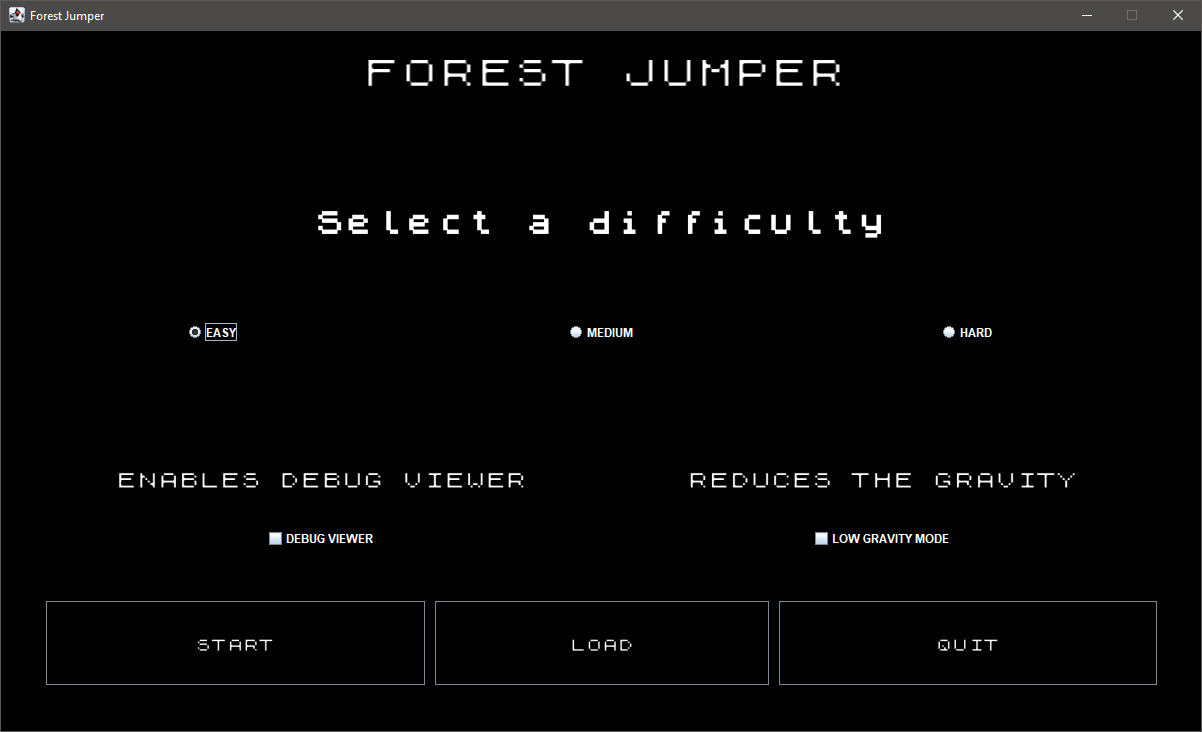 Forest Jumper
FOREST JUMPER
Select a difficulty
EASY MEDIUM HARD
ENABLES DEBUG VIEWER REDUCES THE GRAVITY
DEBUG VIEWER LOW GRAVITY MODE
START LOAD QUIT